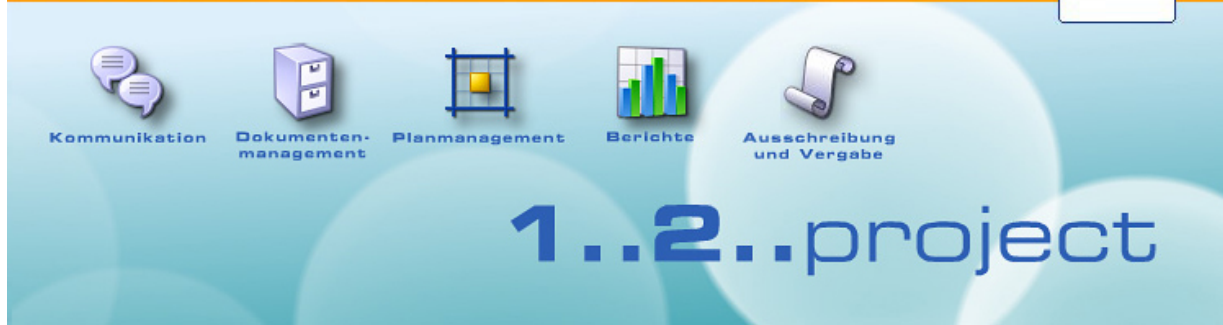 Kommunikation
Dokumenten-
management
Planmanagement
Berichte
Ausschreibung
und Vergabe
1..2..project